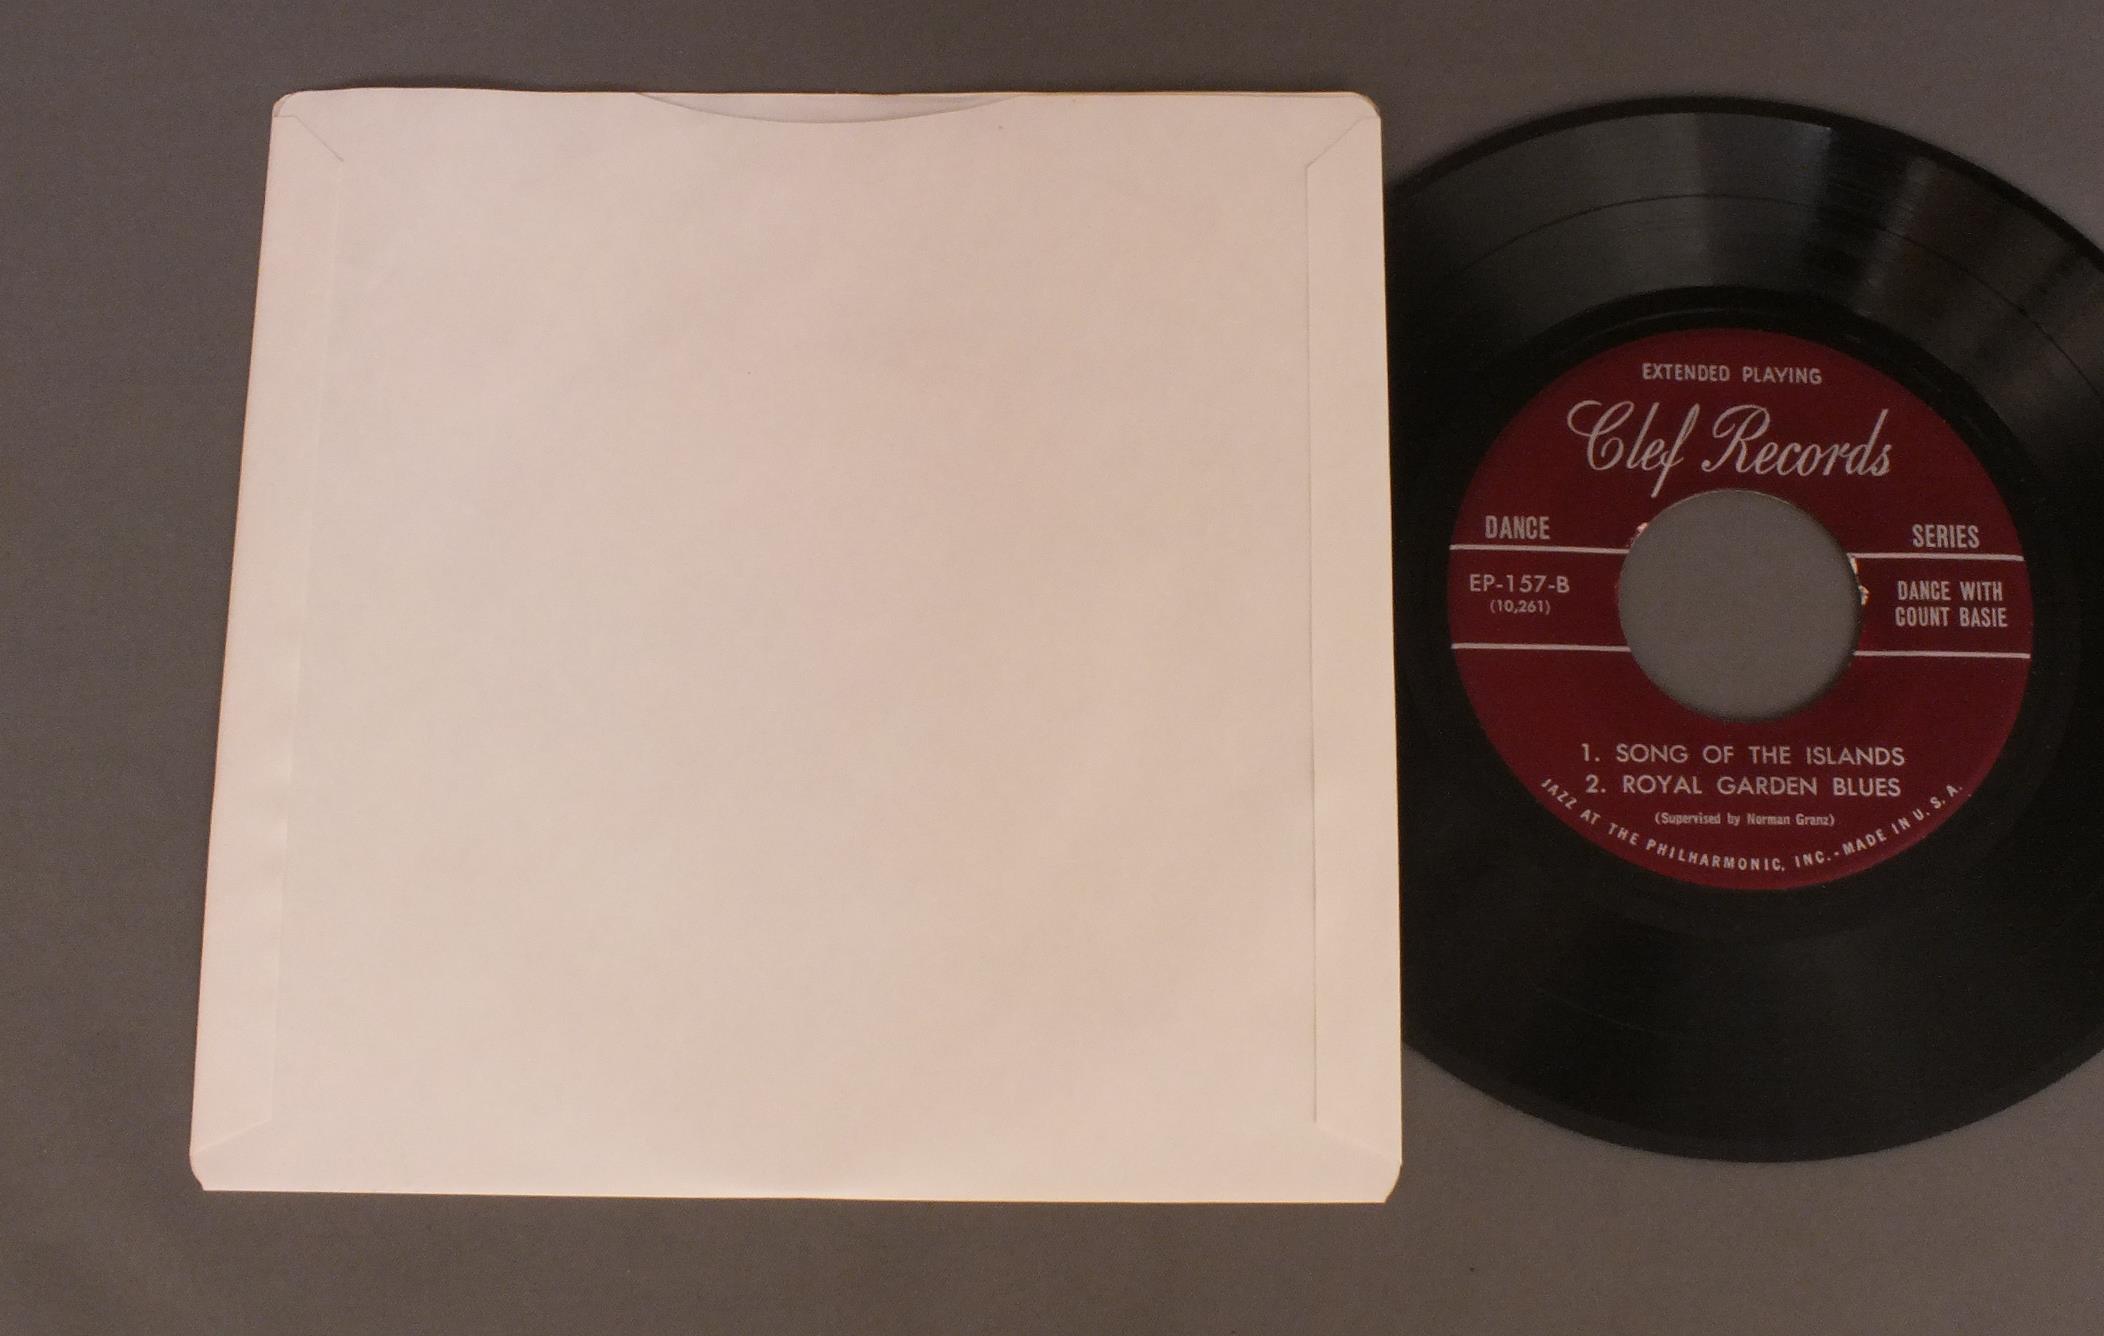 EXTENDED PLAYING
Clef Records
DANCE SERIES
EP-157-B
(10,261)
DANCE WITH
COUNT BASIE
1. SONG OF THE ISLANDS
2. ROYAL GARDEN BLUES
(Supervised by Norman Granz)
JAZZ AT THE PHILHARMONIC, INC.-MADE IN U.S.A.